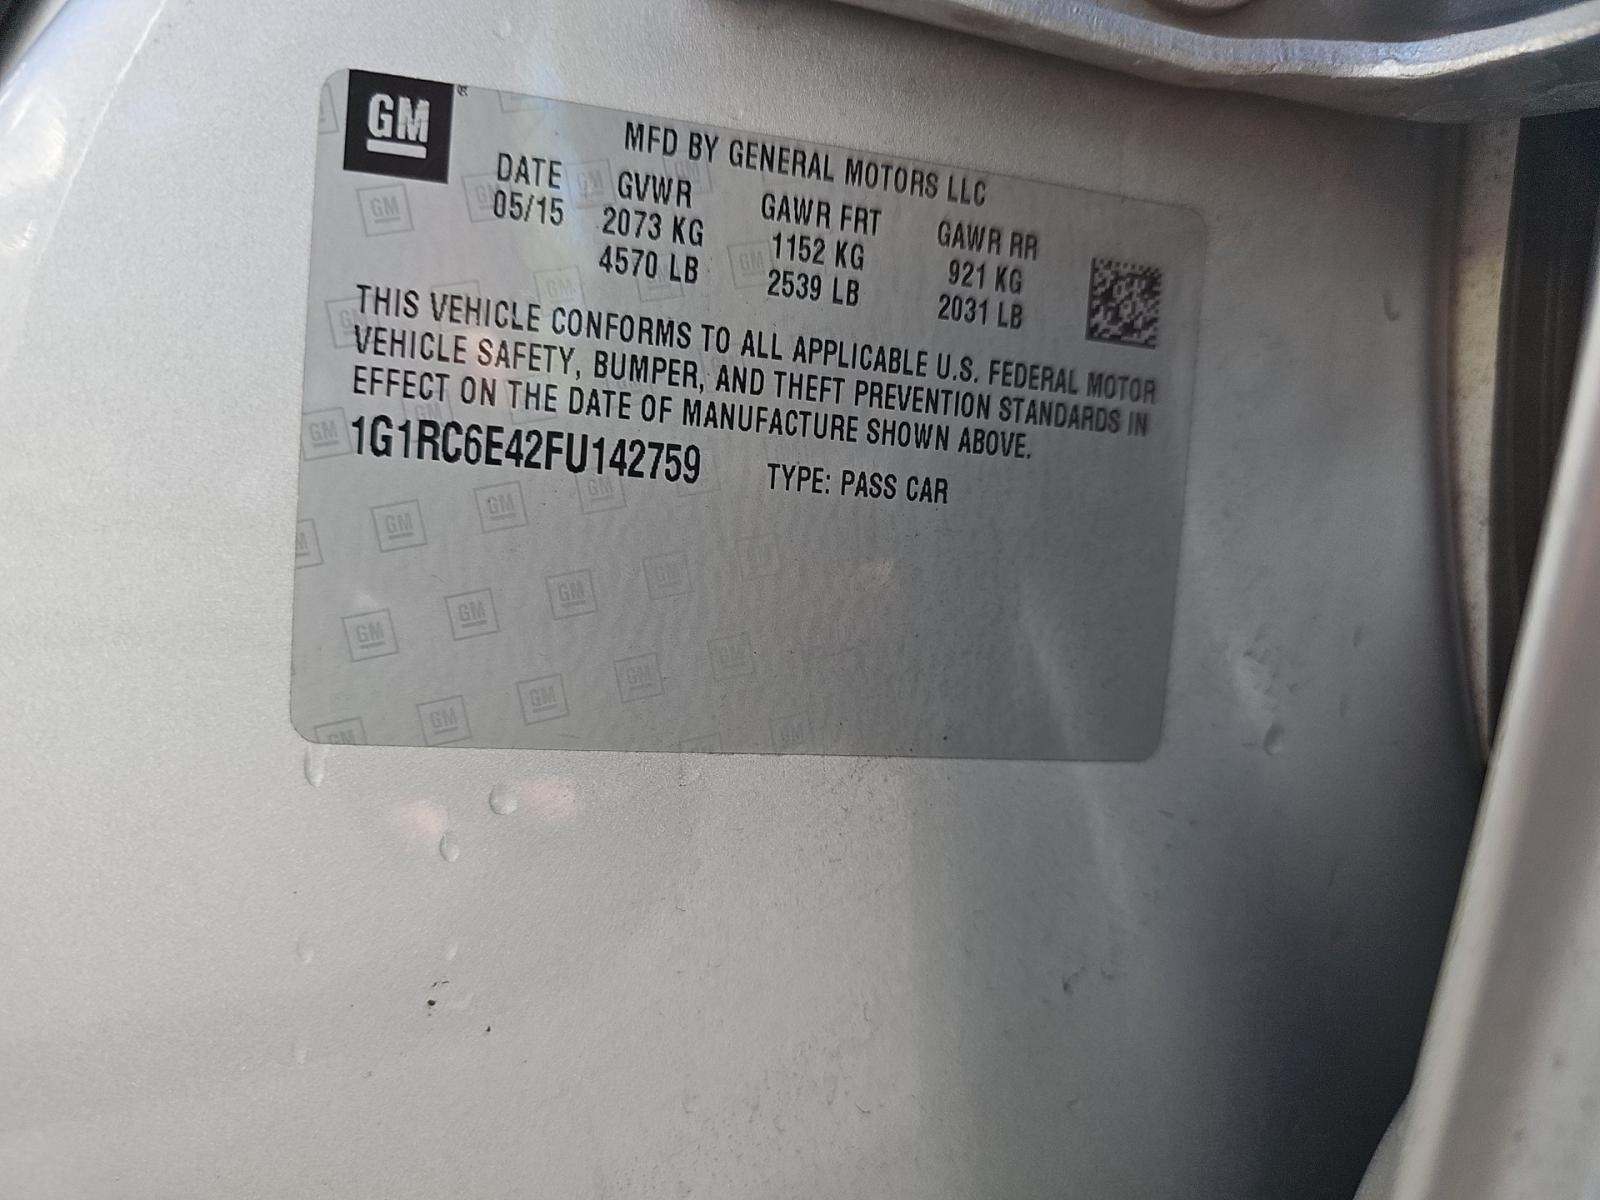 GM
MFD BY GENERAL MOTORS LLC
DATE GVWR GAWR FRT GAWR RR
05/15 2073 KG 1152 KG 921 KG
4570 LB 2539 LB 2031 LB
THIS VEHICLE CONFORMS TO ALL APPLICABLE U.S. FEDERAL MOTOR
VEHICLE SAFETY, BUMPER, AND THEFT PREVENTION STANDARDS IN
EFFECT ON THE DATE OF MANUFACTURE SHOWN ABOVE.
1G1RC6E42FU142759 TYPE: PASS CAR